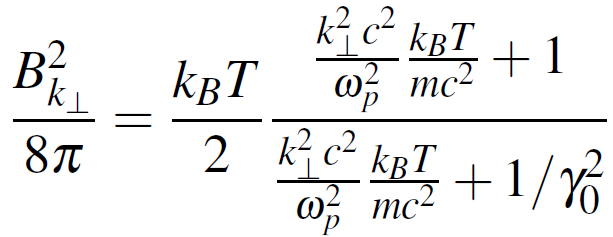 \frac{B_{k_\perp}^2}{8\pi} = \frac{k_B T}{2} \frac{\frac{k_\perp^2 c^2}{\omega_p^2} \frac{k_B T}{mc^2} + 1}{\frac{k_\perp^2 c^2}{\omega_p^2} \frac{k_B T}{mc^2} + 1/\gamma_0^2}